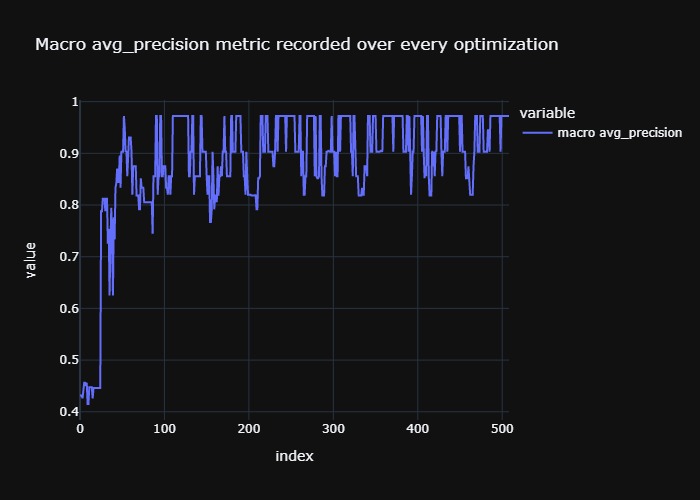 Macro avg_precision metric recorded over every optimization
variable
macro avg_precision
value
1
0.9
0.8
0.7
0.6
0.5
0.4
0
100
200
300
400
500
index